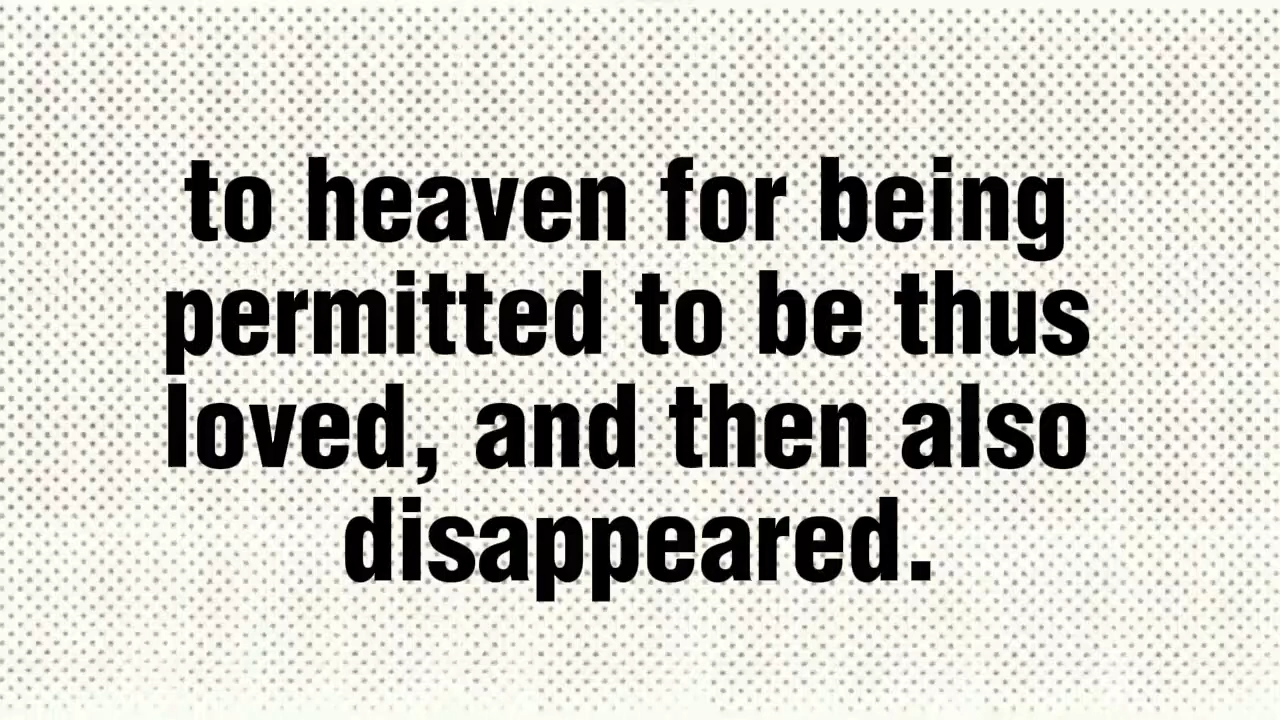 to heaven for being
permitted to be thus
loved, and then also
disappeared.